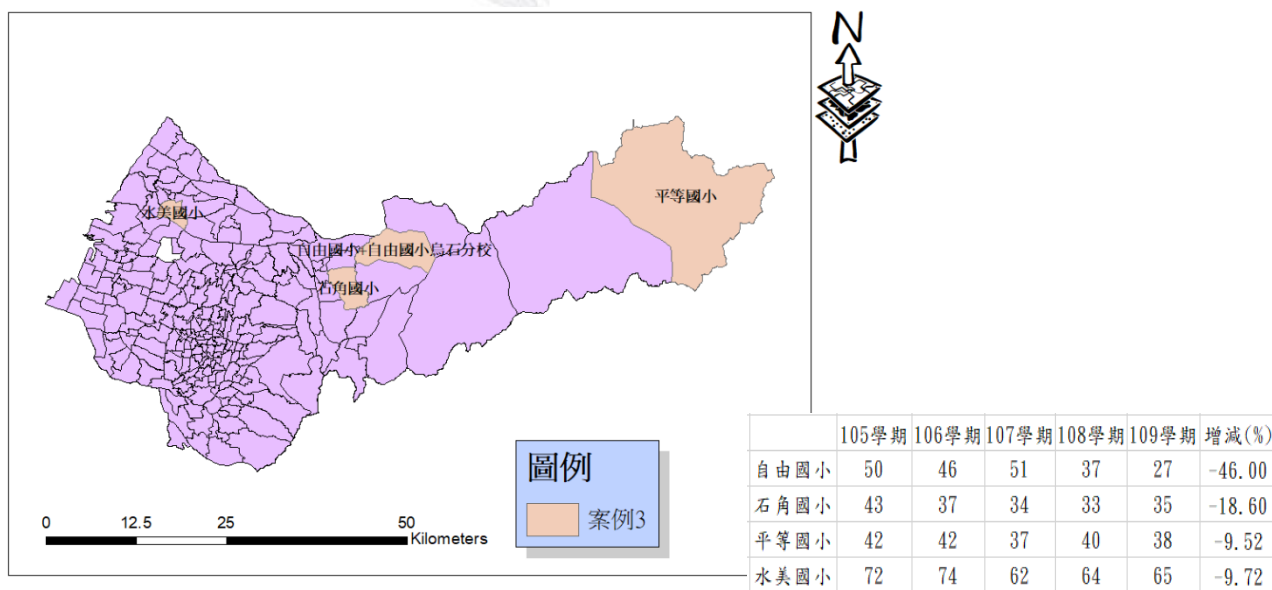 N
平等國小
水美國小
自由國小+自由國小烏石分校
石角國小
圖例
案例3
0 12.5 25 50
Kilometers
105學期 106學期 107學期 108學期 109學期 增減(%)
自由國小 50 46 51 37 27 -46.00
石角國小 43 37 34 33 35 -18.60
平等國小 42 42 37 40 38 -9.52
水美國小 72 74 62 64 65 -9.72